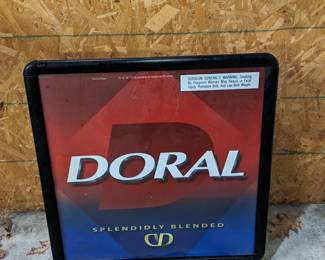 SURGEON GENERAL'S WARNING: Smoking
By Pregnant Women May Result in Fetal
Injury, Premature Birth, And Low Birth Weight.
D
DORAL
SPLENDIDLY BLENDED